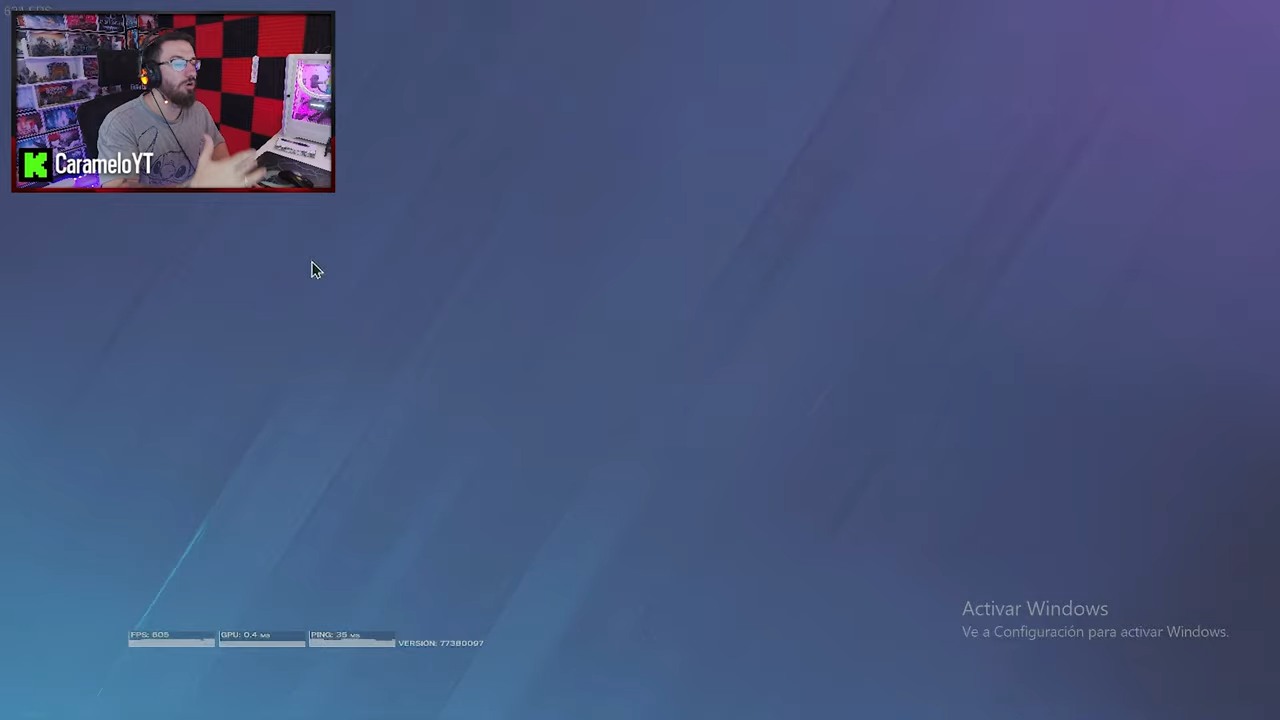 CarameloYT
Activar Windows
Ve a Configuración para activar Windows.
FPS: 605
GPU: 0.4 MS
PING: 35 MS
VERSIÓN: 77380097